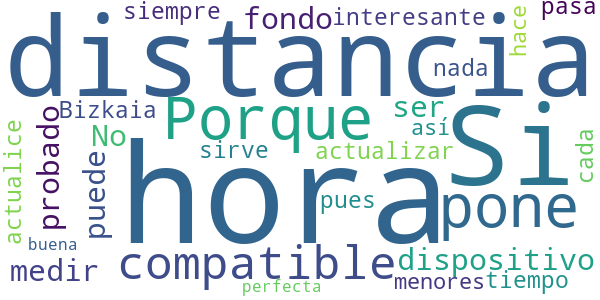 siempre fondo interesante hace pasa
distancia
nada
Bizkaia Porque ser Si
No sirve actualizar así cada
actualice probado puede hora pues pone
buena
medir compatible dispositivo
perfecta menores tiempo